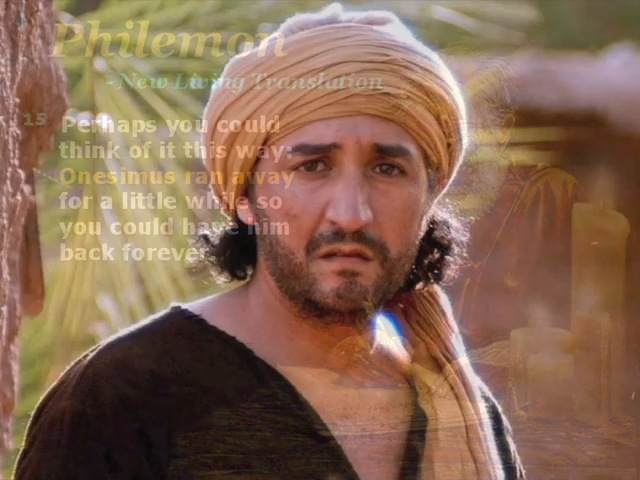 Philemon
- New Living Translation
15 Perhaps you could
think of it this way:
Onesimus ran away
for a little while so
you could have him
back forever.